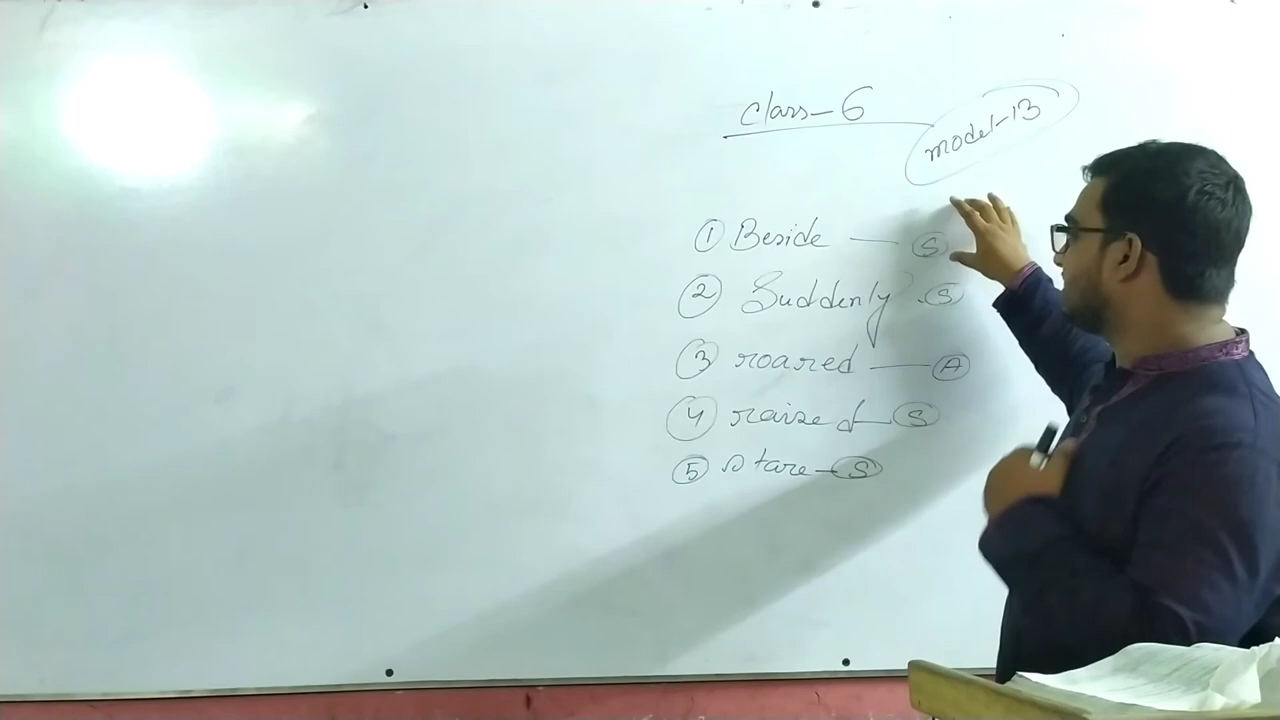 Class-6
model-13
① Beside — Ⓢ
② Suddenly Ⓢ
③ roared — Ⓐ
④ raised — Ⓢ
⑤ stare — Ⓢ